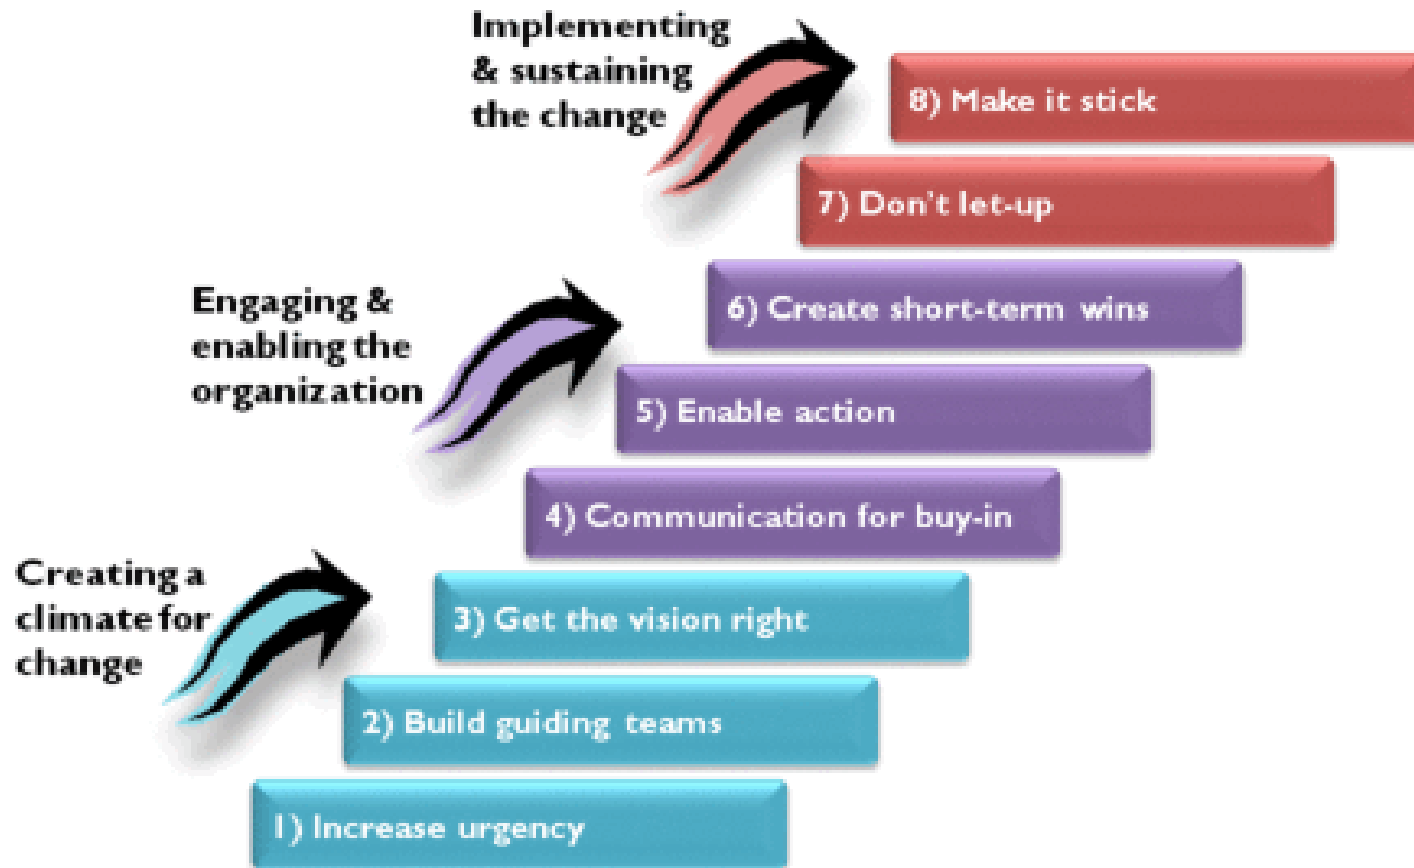 Implementing
& sustaining
the change
8) Make it stick
7) Don't let-up
Engaging &
enabling the
organization
6) Create short-term wins
5) Enable action
4) Communication for buy-in
Creating a
climate for
change
3) Get the vision right
2) Build guiding teams
1) Increase urgency